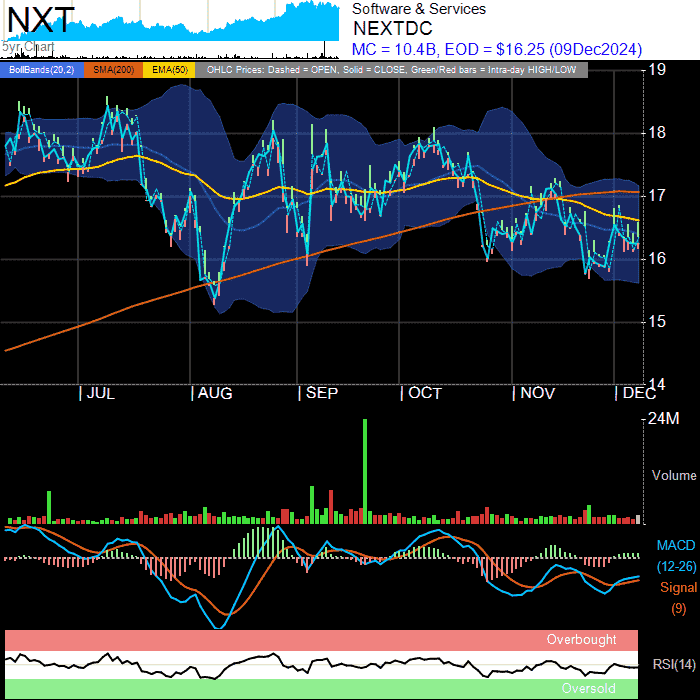 NXT
5yr Chart
Software & Services
NEXTDC
MC = 10.4B, EOD = $16.25 (09Dec2024)
BollBands(20,2) SMA(200) EMA(50) OHLC Prices: Dashed = OPEN, Solid = CLOSE, Green/Red bars = Intra-day HIGH/LOW
19
18
17
16
15
14
JUL AUG SEP OCT NOV DEC
24M
Volume
MACD
(12-26)
Signal
(9)
Overbought
RSI(14)
Oversold